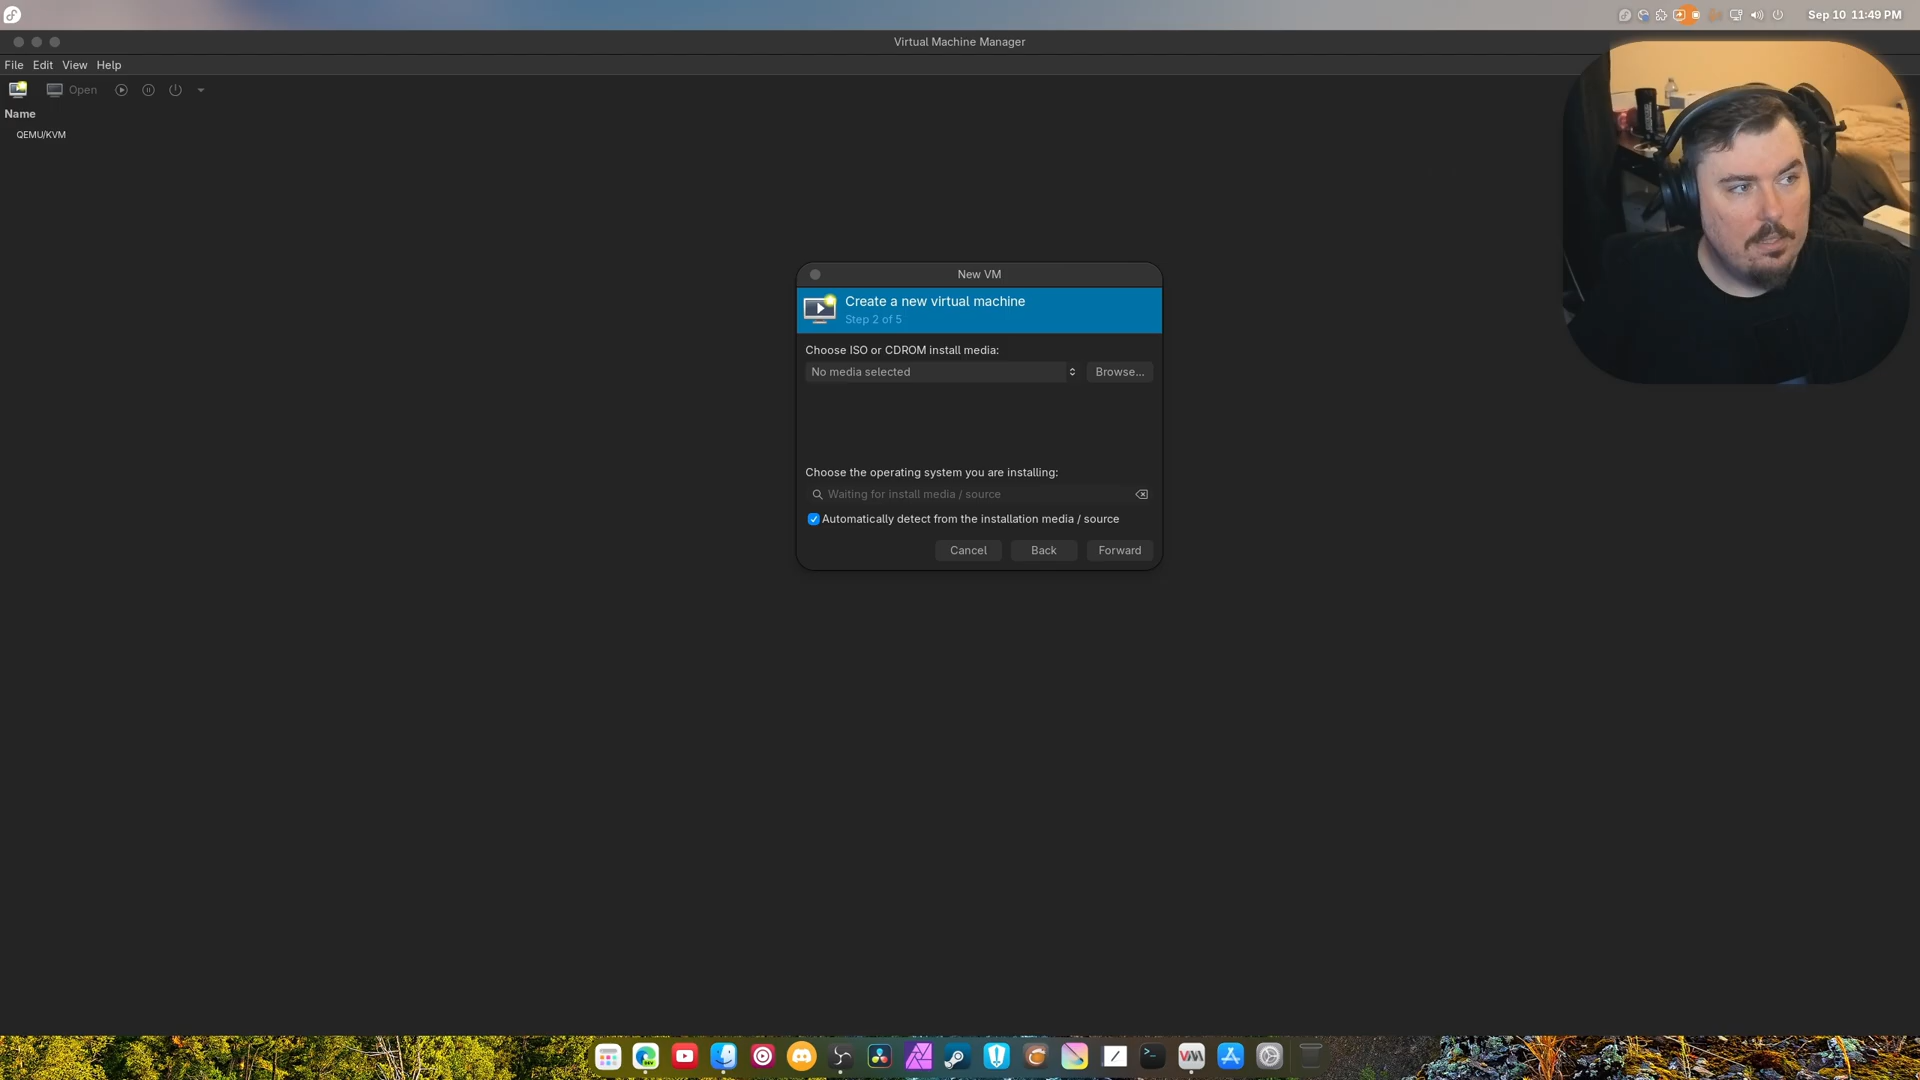 Sep 10 11:49 PM
Virtual Machine Manager
File Edit View Help
Open
Name
QEMU/KVM
New VM
Create a new virtual machine
Step 2 of 5
Choose ISO or CDROM install media:
No media selected
Browse...
Choose the operating system you are installing:
Waiting for install media / source
Automatically detect from the installation media / source
Cancel Back Forward